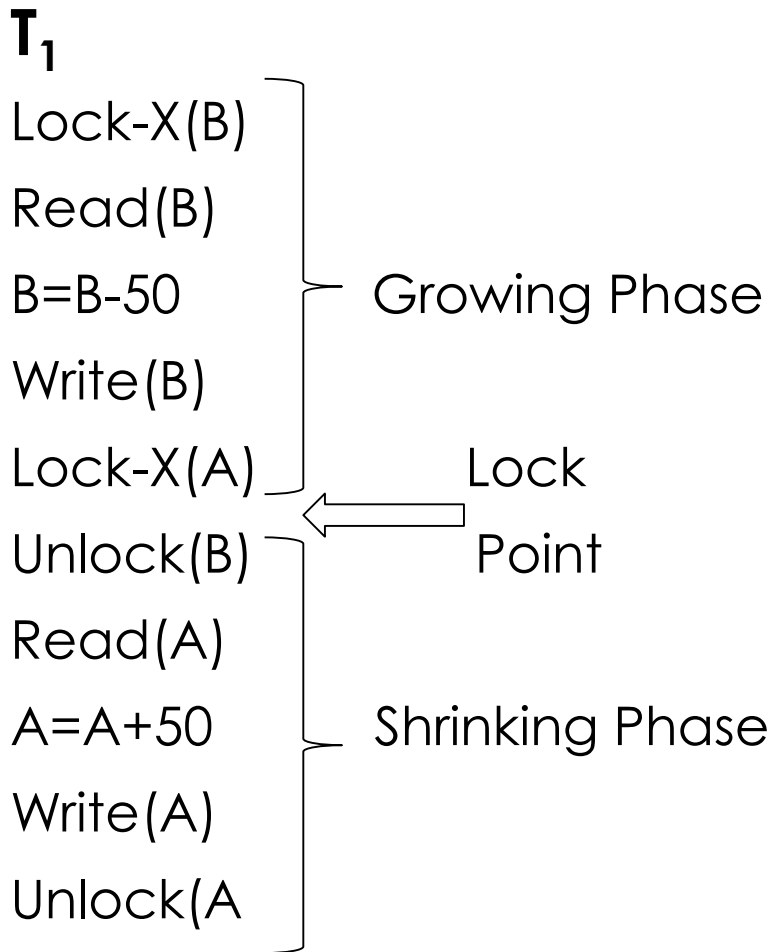 T₁
Lock-X(B)
Read(B)
B=B-50
Growing Phase
Write(B)
Lock-X(A)
Lock
Unlock(B)
Point
Read(A)
A=A+50
Shrinking Phase
Write(A)
Unlock(A